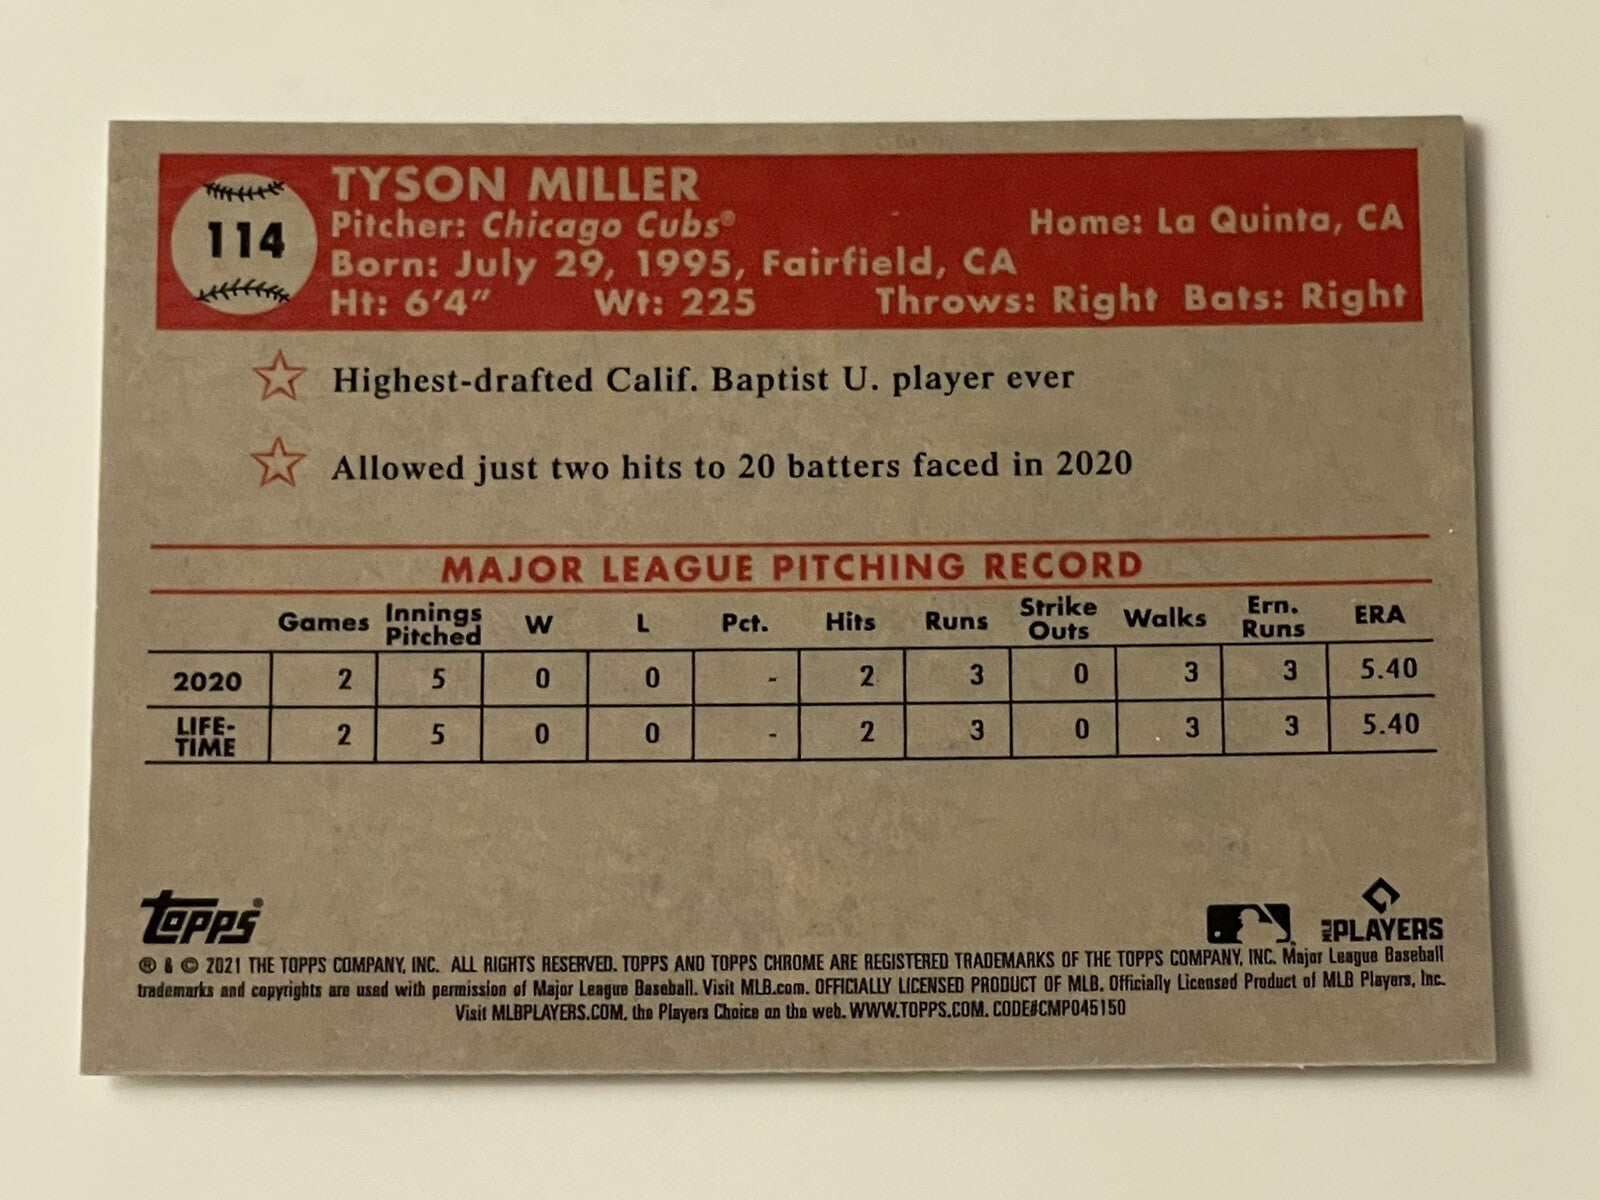 114
TYSON MILLER
Pitcher: Chicago Cubs® Home: La Quinta, CA
Born: July 29, 1995, Fairfield, CA
Ht: 6'4" Wt: 225 Throws: Right Bats: Right
Highest-drafted Calif. Baptist U. player ever
Allowed just two hits to 20 batters faced in 2020
MAJOR LEAGUE PITCHING RECORD
Games Innings Pitched W L Pct. Hits Runs Strike Outs Walks Ern. Runs ERA
2020 2 5 0 0 - 2 3 0 3 3 5.40
LIFE-TIME 2 5 0 0 - 2 3 0 3 3 5.40
topps®
MLB PLAYERS
® & © 2021 THE TOPPS COMPANY, INC. ALL RIGHTS RESERVED. TOPPS AND TOPPS CHROME ARE REGISTERED TRADEMARKS OF THE TOPPS COMPANY, INC. Major League Baseball
trademarks and copyrights are used with permission of Major League Baseball. Visit MLB.com. OFFICIALLY LICENSED PRODUCT OF MLB. Officially Licensed Product of MLB Players, Inc.
Visit MLBPLAYERS.COM, the Players Choice on the web. WWW.TOPPS.COM. CODE#CMP045150